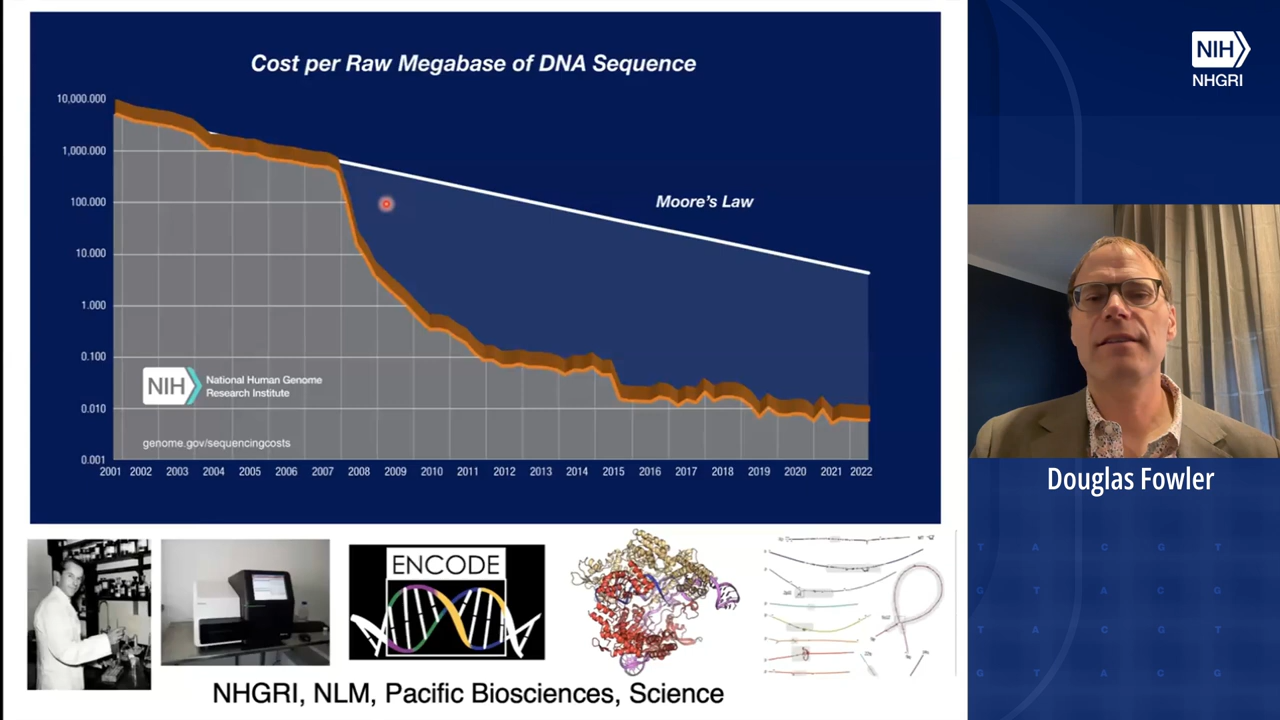 Cost per Raw Megabase of DNA Sequence
10,000.000
1,000.000
100.000
10.000
1.000
0.100
0.010
0.001
Moore's Law
NIH
National Human Genome
Research Institute
genome.gov/sequencingcosts
2001 2002 2003 2004 2005 2006 2007 2008 2009 2010 2011 2012 2013 2014 2015 2016 2017 2018 2019 2020 2021 2022
ENCODE
NHGRI, NLM, Pacific Biosciences, Science
NIH
NHGRI
Douglas Fowler
T A C G T
G T A C G
T A C G T
G T A C G